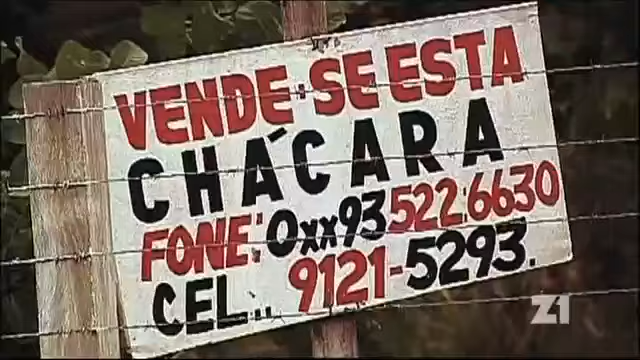 VENDE-SE ESTA
CHÁCARA
FONE: 0xx93 522:6630
CEL.. 9121-5293.
Z1